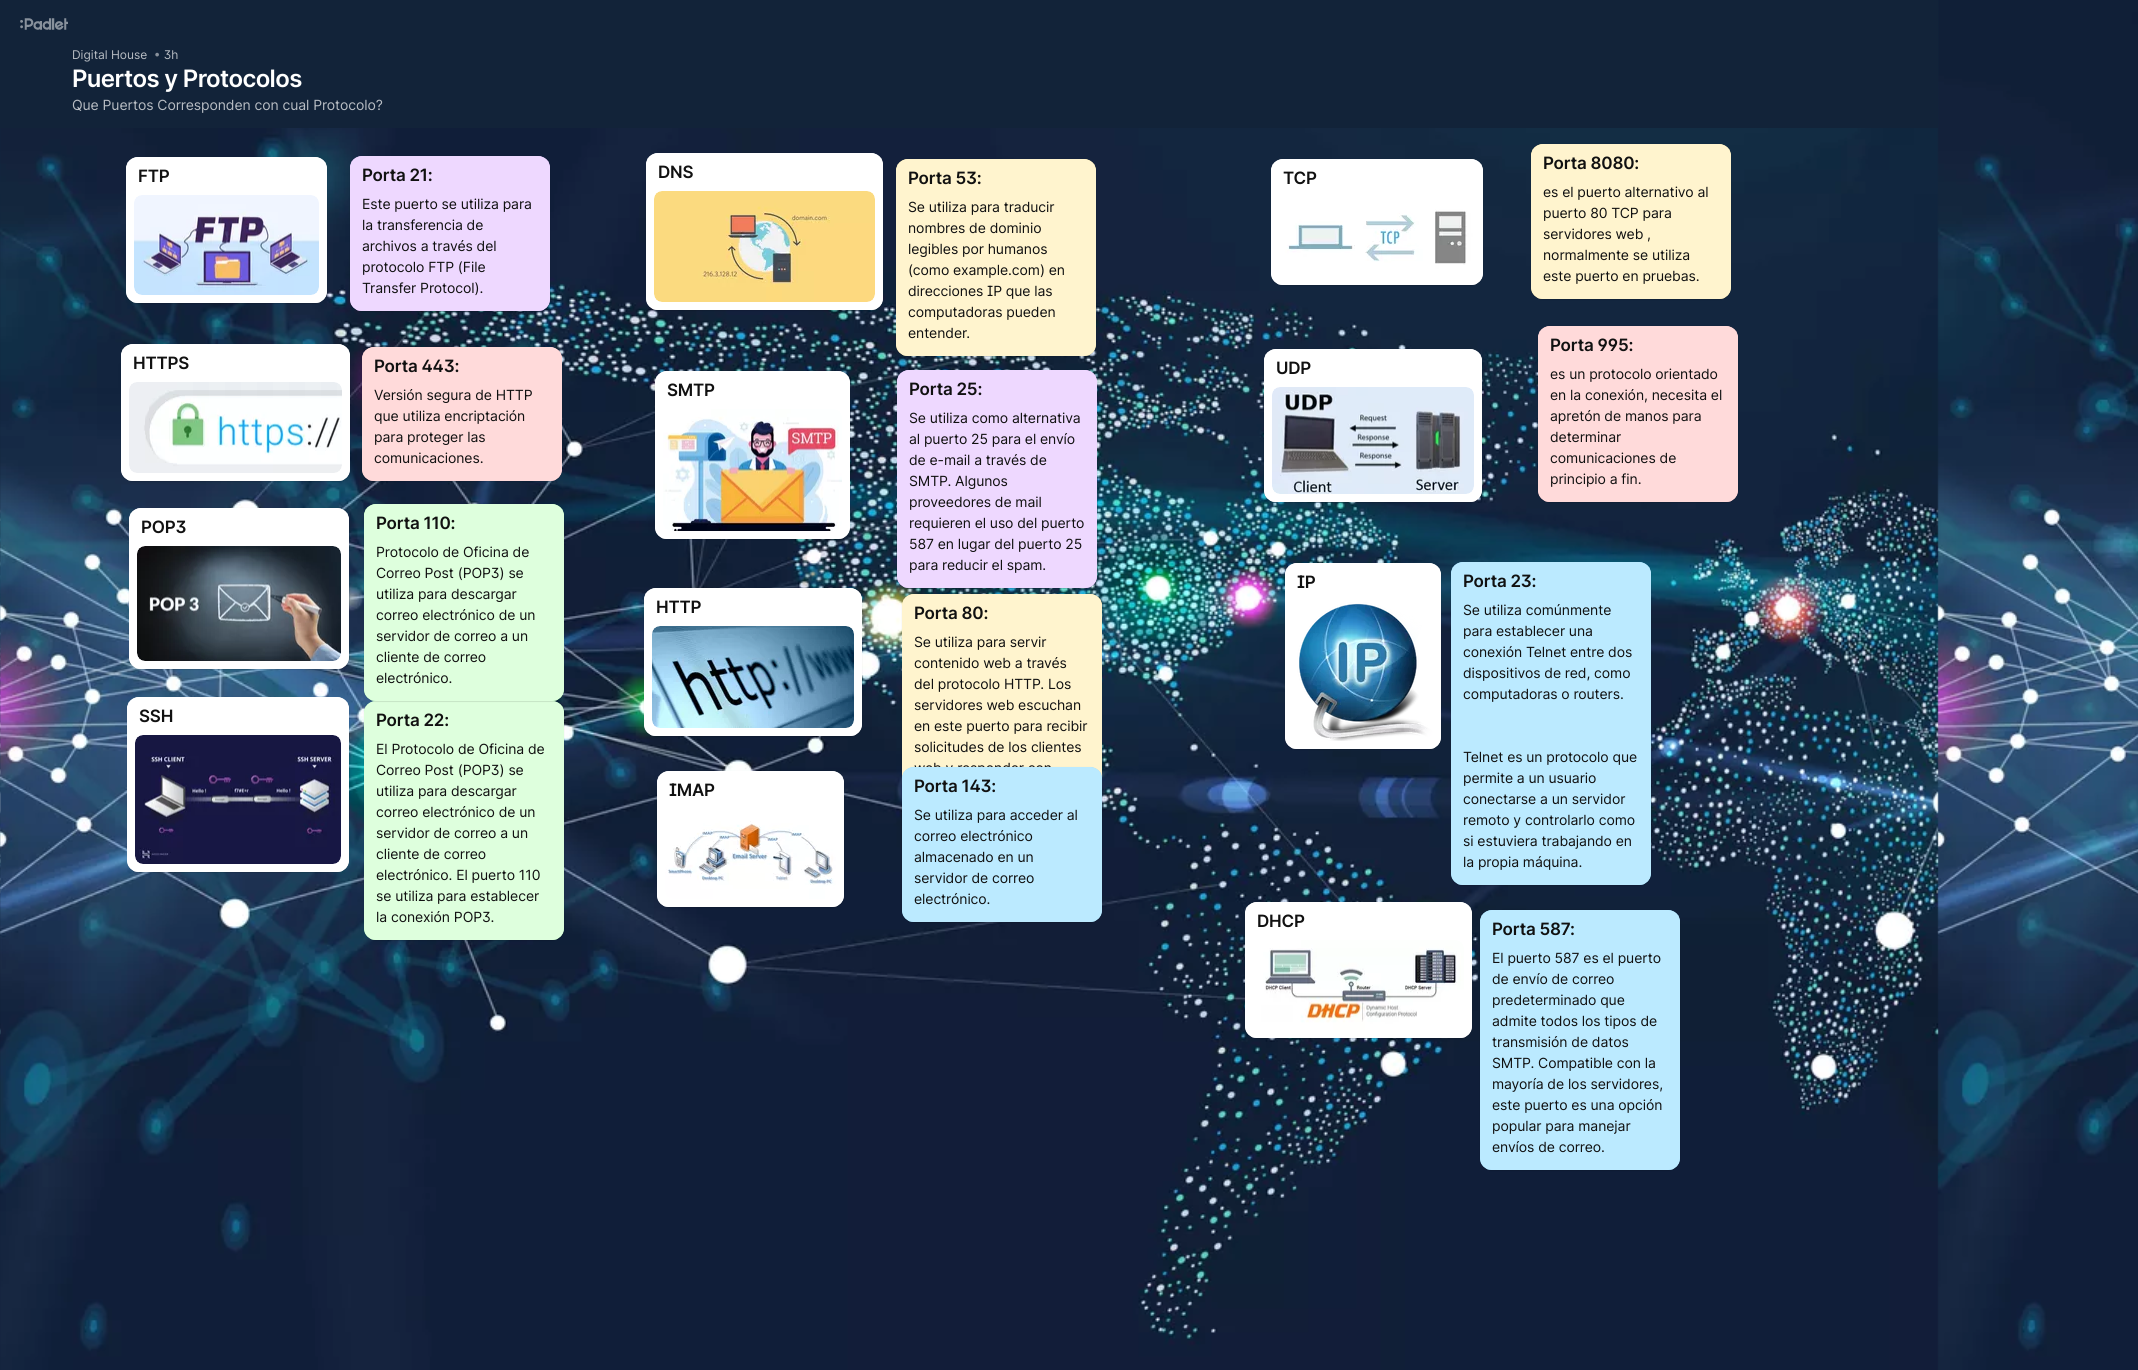 :Padlet
Digital House • 3h
Puertos y Protocolos
Que Puertos Corresponden con cual Protocolo?
FTP
FTP
Porta 21:
Este puerto se utiliza para
la transferencia de
archivos a través del
protocolo FTP (File
Transfer Protocol).
HTTPS
https://
Porta 443:
Versión segura de HTTP
que utiliza encriptación
para proteger las
comunicaciones.
POP3
POP 3
Porta 110:
Protocolo de Oficina de
Correo Post (POP3) se
utiliza para descargar
correo electrónico de un
servidor de correo a un
cliente de correo
electrónico.
SSH
SSH CLIENT
SSH SERVER
Hello !
Hello !
Porta 22:
El Protocolo de Oficina de
Correo Post (POP3) se
utiliza para descargar
correo electrónico de un
servidor de correo a un
cliente de correo
electrónico. El puerto 110
se utiliza para establecer
la conexión POP3.
DNS
domain.com
216.3.128.12
Porta 53:
Se utiliza para traducir
nombres de dominio
legibles por humanos
(como example.com) en
direcciones IP que las
computadoras pueden
entender.
SMTP
SMTP
Porta 25:
Se utiliza como alternativa
al puerto 25 para el envío
de e-mail a través de
SMTP. Algunos
proveedores de mail
requieren el uso del puerto
587 en lugar del puerto 25
para reducir el spam.
HTTP
http://www
Porta 80:
Se utiliza para servir
contenido web a través
del protocolo HTTP. Los
servidores web escuchan
en este puerto para recibir
solicitudes de los clientes
web y responder con
IMAP
IMAP
IMAP
IMAP
IMAP
Email Server
Smartphone
Desktop PC
Tablet
Desktop PC
Porta 143:
Se utiliza para acceder al
correo electrónico
almacenado en un
servidor de correo
electrónico.
TCP
TCP
Porta 8080:
es el puerto alternativo al
puerto 80 TCP para
servidores web ,
normalmente se utiliza
este puerto en pruebas.
UDP
UDP
Request
Response
Response
Client
Server
Porta 995:
es un protocolo orientado
en la conexión, necesita el
apretón de manos para
determinar
comunicaciones de
principio a fin.
IP
IP
Porta 23:
Se utiliza comúnmente
para establecer una
conexión Telnet entre dos
dispositivos de red, como
computadoras o routers.
Telnet es un protocolo que
permite a un usuario
conectarse a un servidor
remoto y controlarlo como
si estuviera trabajando en
la propia máquina.
DHCP
DHCP Client
Router
DHCP Server
DHCP
Dynamic Host
Configuration Protocol
Porta 587:
El puerto 587 es el puerto
de envío de correo
predeterminado que
admite todos los tipos de
transmisión de datos
SMTP. Compatible con la
mayoría de los servidores,
este puerto es una opción
popular para manejar
envíos de correo.